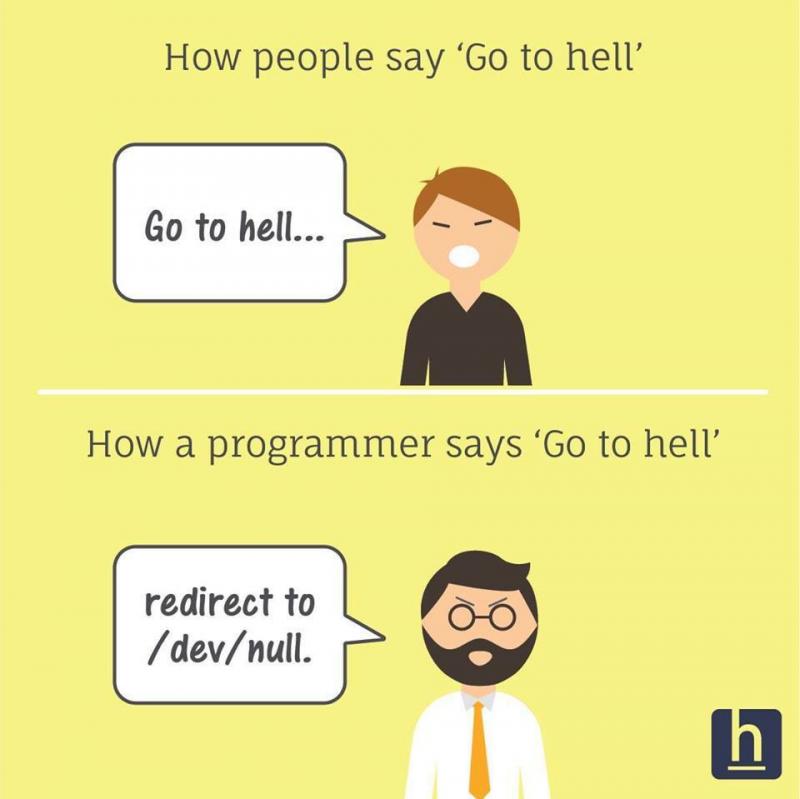 How people say ‘Go to hell’
Go to hell...
How a programmer says ‘Go to hell’
redirect to
/dev/null.
h